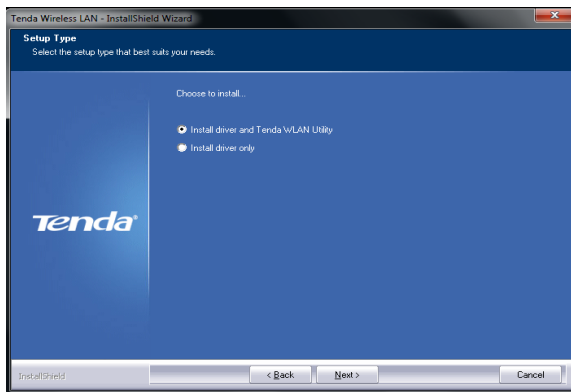 Tenda Wireless LAN - InstallShield Wizard
Setup Type
Select the setup type that best suits your needs.
Choose to install...
Install driver and Tenda WLAN Utility
Install driver only
Tenda
InstallShield
< Back
Next >
Cancel